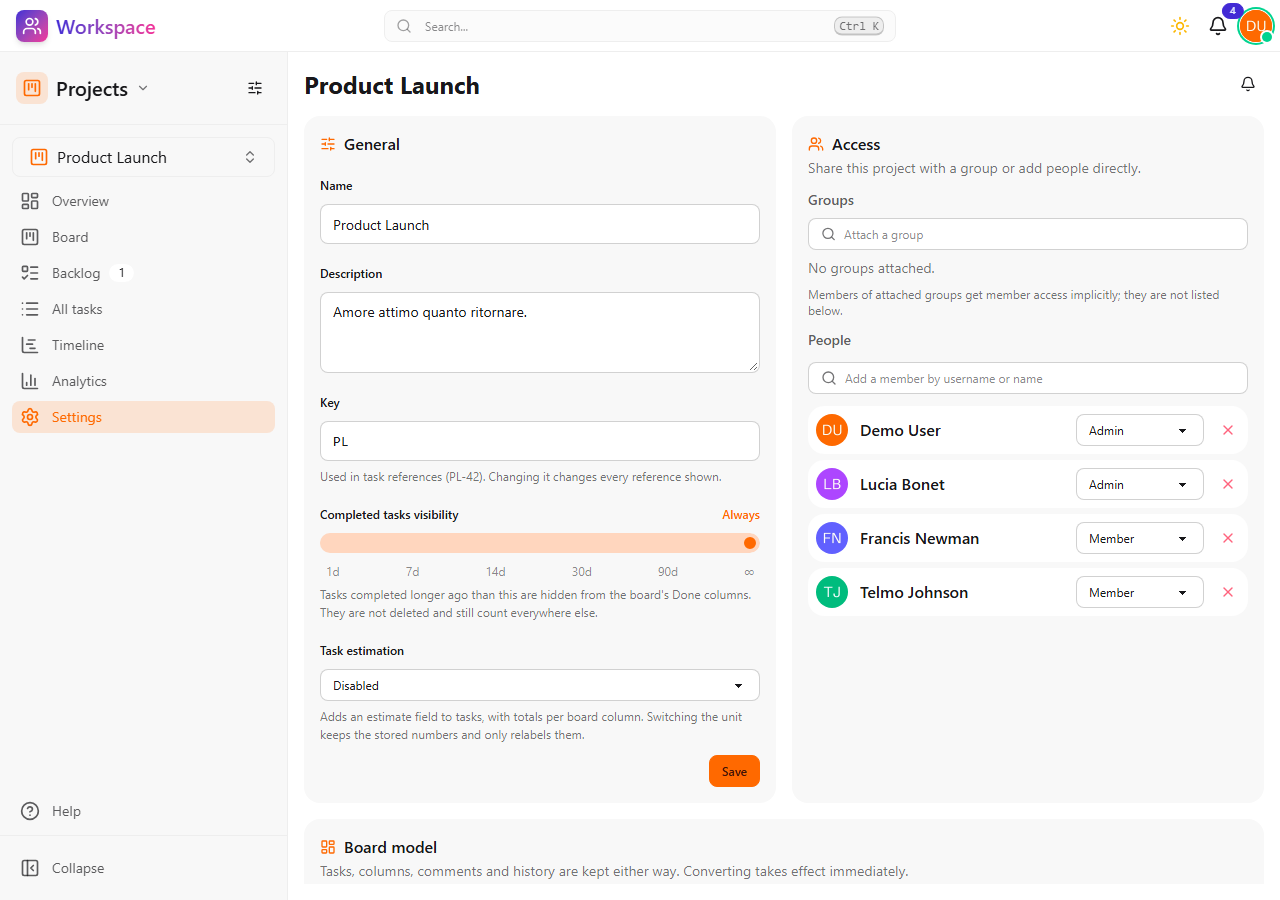 Workspace
Search...
Ctrl K
4
DU
Projects
Product Launch
Overview
Board
Backlog 1
All tasks
Timeline
Analytics
Settings
Help
Collapse
Product Launch
General
Name
Product Launch
Description
Amore attimo quanto ritornare.
Key
PL
Used in task references (PL-42). Changing it changes every reference shown.
Completed tasks visibility Always
1d 7d 14d 30d 90d ∞
Tasks completed longer ago than this are hidden from the board's Done columns.
They are not deleted and still count everywhere else.
Task estimation
Disabled
Adds an estimate field to tasks, with totals per board column. Switching the unit
keeps the stored numbers and only relabels them.
Save
Access
Share this project with a group or add people directly.
Groups
Attach a group
No groups attached.
Members of attached groups get member access implicitly; they are not listed
below.
People
Add a member by username or name
DU Demo User Admin
LB Lucia Bonet Admin
FN Francis Newman Member
TJ Telmo Johnson Member
Board model
Tasks, columns, comments and history are kept either way. Converting takes effect immediately.